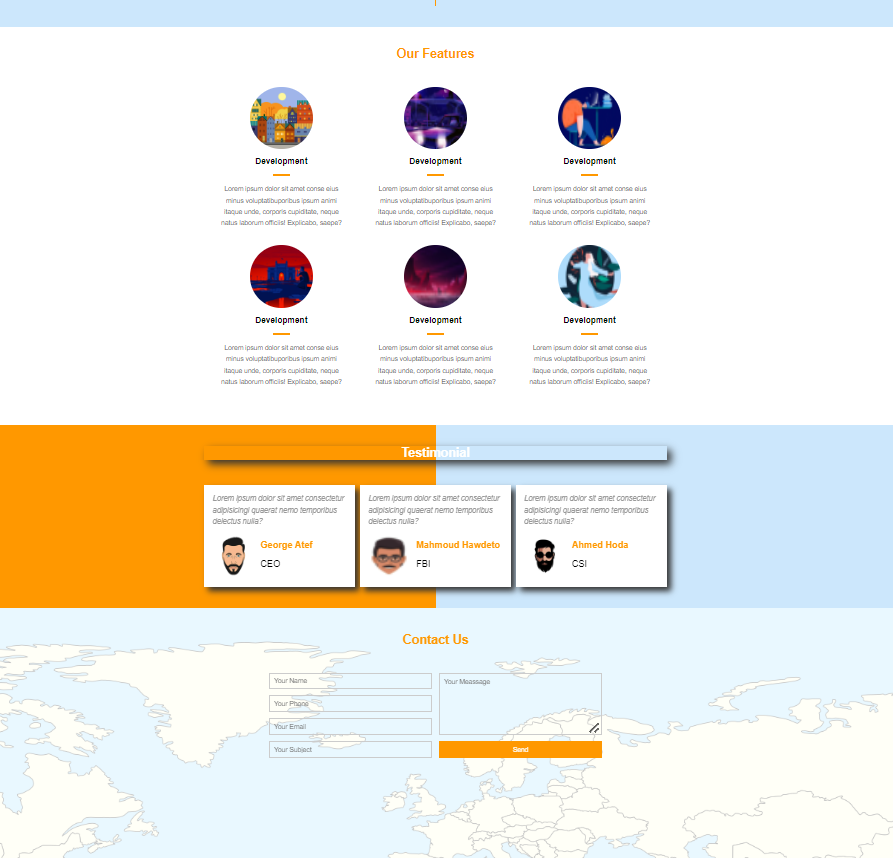 Our Features
Development
Lorem ipsum dolor sit amet conse eius
minus voluptatibuporibus ipsum animi
itaque unde, corporis cupiditate, neque
natus laborum officiis! Explicabo, saepe?
Development
Lorem ipsum dolor sit amet conse eius
minus voluptatibuporibus ipsum animi
itaque unde, corporis cupiditate, neque
natus laborum officiis! Explicabo, saepe?
Development
Lorem ipsum dolor sit amet conse eius
minus voluptatibuporibus ipsum animi
itaque unde, corporis cupiditate, neque
natus laborum officiis! Explicabo, saepe?
Development
Lorem ipsum dolor sit amet conse eius
minus voluptatibuporibus ipsum animi
itaque unde, corporis cupiditate, neque
natus laborum officiis! Explicabo, saepe?
Development
Lorem ipsum dolor sit amet conse eius
minus voluptatibuporibus ipsum animi
itaque unde, corporis cupiditate, neque
natus laborum officiis! Explicabo, saepe?
Development
Lorem ipsum dolor sit amet conse eius
minus voluptatibuporibus ipsum animi
itaque unde, corporis cupiditate, neque
natus laborum officiis! Explicabo, saepe?
Testimonial
Lorem ipsum dolor sit amet consectetur
adipisicingi quaerat nemo temporibus
delectus nulla?
George Atef
CEO
Lorem ipsum dolor sit amet consectetur
adipisicingi quaerat nemo temporibus
delectus nulla?
Mahmoud Hawdeto
FBI
Lorem ipsum dolor sit amet consectetur
adipisicingi quaerat nemo temporibus
delectus nulla?
Ahmed Hoda
CSI
Contact Us
Your Name
Your Phone
Your Email
Your Subject
Your Meassage
Send